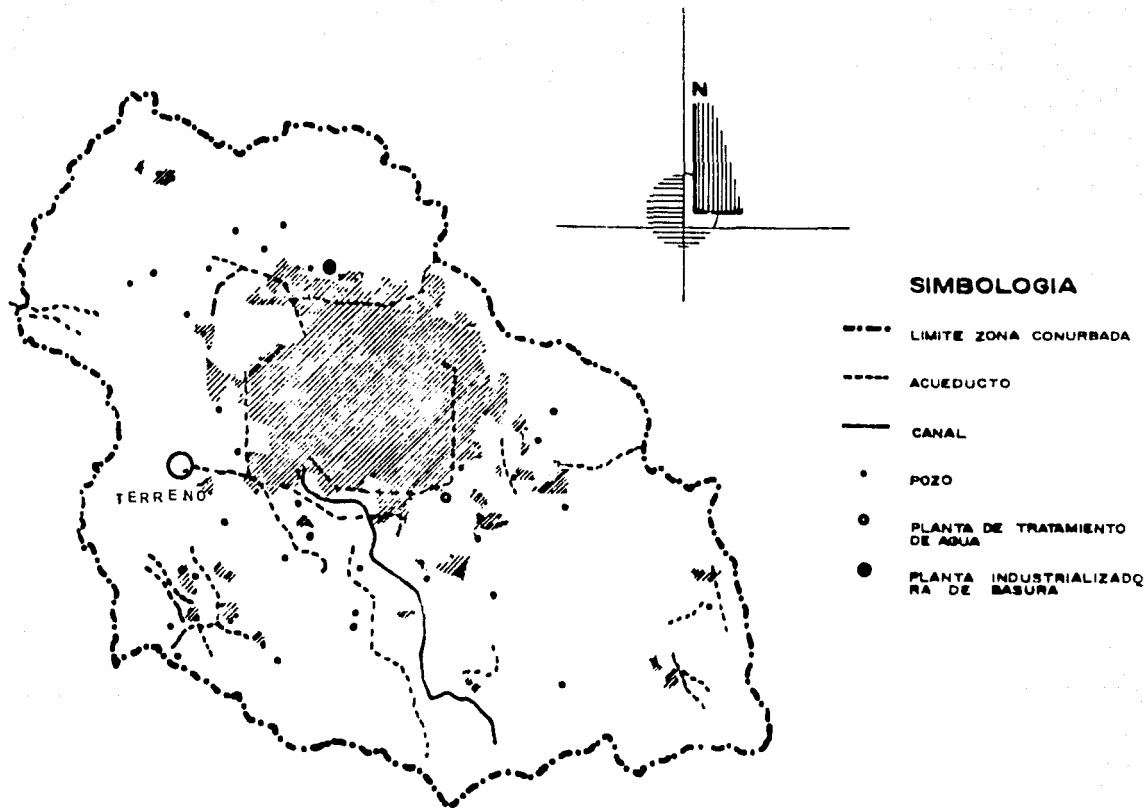 N
SIMBOLOGIA
LIMITE ZONA CONURBADA
ACUEDUCTO
CANAL
POZO
PLANTA DE TRATAMIENTO
DE AGUA
PLANTA INDUSTRIALIZADO
RA DE BASURA
TERRENO